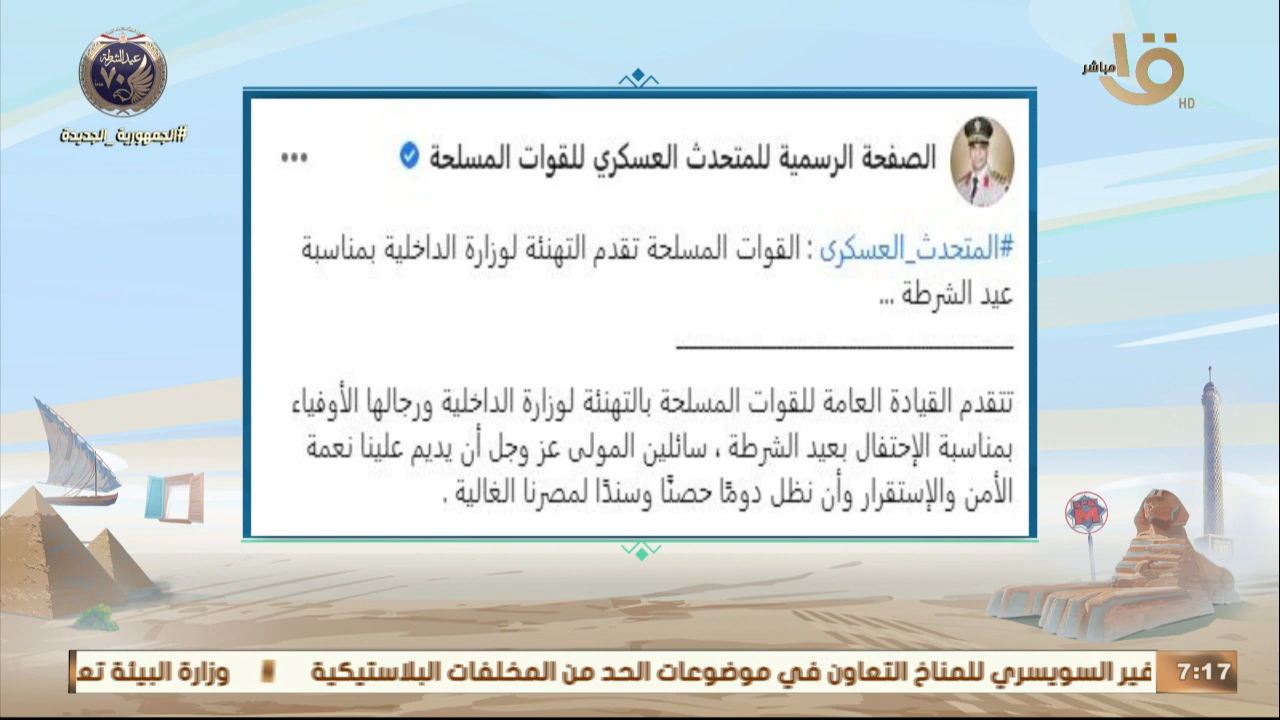 عيد الشرطة
٧٠
#الجمهورية_الجديدة
مباشر
HD
الصفحة الرسمية للمتحدث العسكري للقوات المسلحة
#المتحدث_العسكرى : القوات المسلحة تقدم التهنئة لوزارة الداخلية بمناسبة
عيد الشرطة ...
تتقدم القيادة العامة للقوات المسلحة بالتهنئة لوزارة الداخلية ورجالها الأوفياء
بمناسبة الإحتفال بعيد الشرطة ، سائلين المولى عز وجل أن يديم علينا نعمة
الأمن والإستقرار وأن نظل دومًا حصنًا وسندًا لمصرنا الغالية .
M
7:17
فير السويسري للمناخ التعاون في موضوعات الحد من المخلفات البلاستيكية
وزارة البيئة تعـ